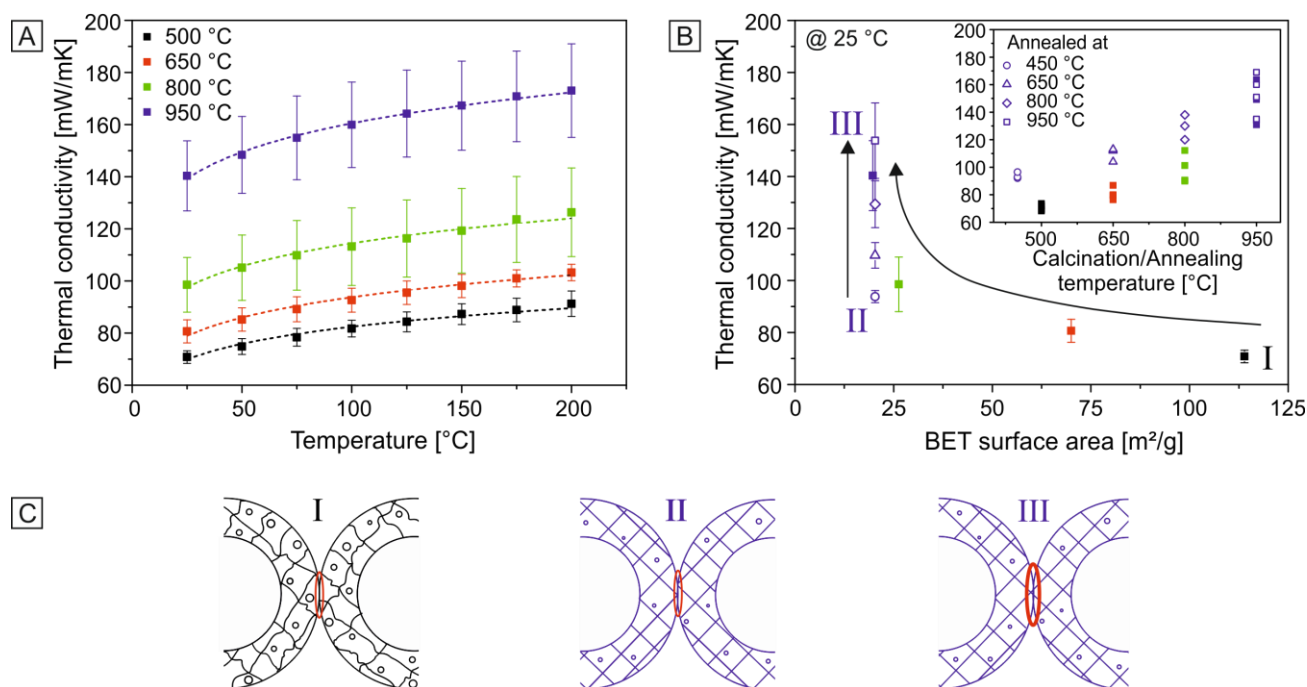 A
Thermal conductivity [mW/mK]
200
180
160
140
120
100
80
60
500 °C
650 °C
800 °C
950 °C
0
50
100
150
200
Temperature [°C]
B
Thermal conductivity [mW/mK]
200
180
160
140
120
100
80
60
@ 25 °C
III
II
I
0
25
50
75
100
125
BET surface area [m²/g]
200
180
160
140
120
100
80
60
Annealed at
450 °C
650 °C
800 °C
950 °C
500
650
800
950
Calcination/Annealing
temperature [°C]
C
I
II
III